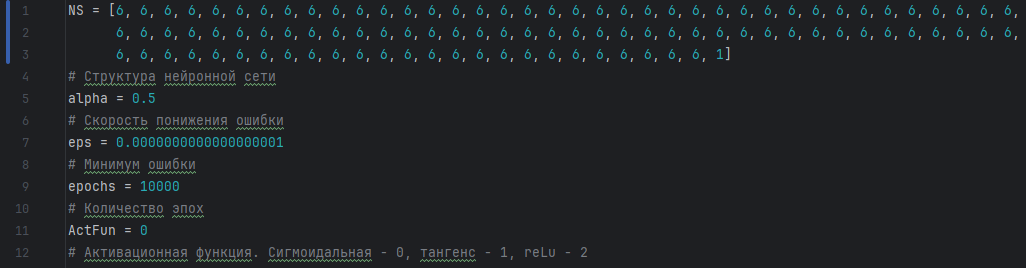 1 NS = [6, 6, 6, 6, 6, 6, 6, 6, 6, 6, 6, 6, 6, 6, 6, 6, 6, 6, 6, 6, 6, 6, 6, 6, 6, 6, 6, 6, 6, 6, 6, 6, 6, 6, 6, 6, 6, 6,
2 6, 6, 6, 6, 6, 6, 6, 6, 6, 6, 6, 6, 6, 6, 6, 6, 6, 6, 6, 6, 6, 6, 6, 6, 6, 6, 6, 6, 6, 6, 6, 6, 6, 6, 6, 6, 6, 6,
3 6, 6, 6, 6, 6, 6, 6, 6, 6, 6, 6, 6, 6, 6, 6, 6, 6, 6, 6, 6, 6, 6, 6, 6, 6, 1]
4 # Структура нейронной сети
5 alpha = 0.5
6 # Скорость понижения ошибки
7 eps = 0.0000000000000000001
8 # Минимум ошибки
9 epochs = 10000
10 # Количество эпох
11 ActFun = 0
12 # Активационная функция. Сигмоидальная - 0, тангенс - 1, reLu - 2